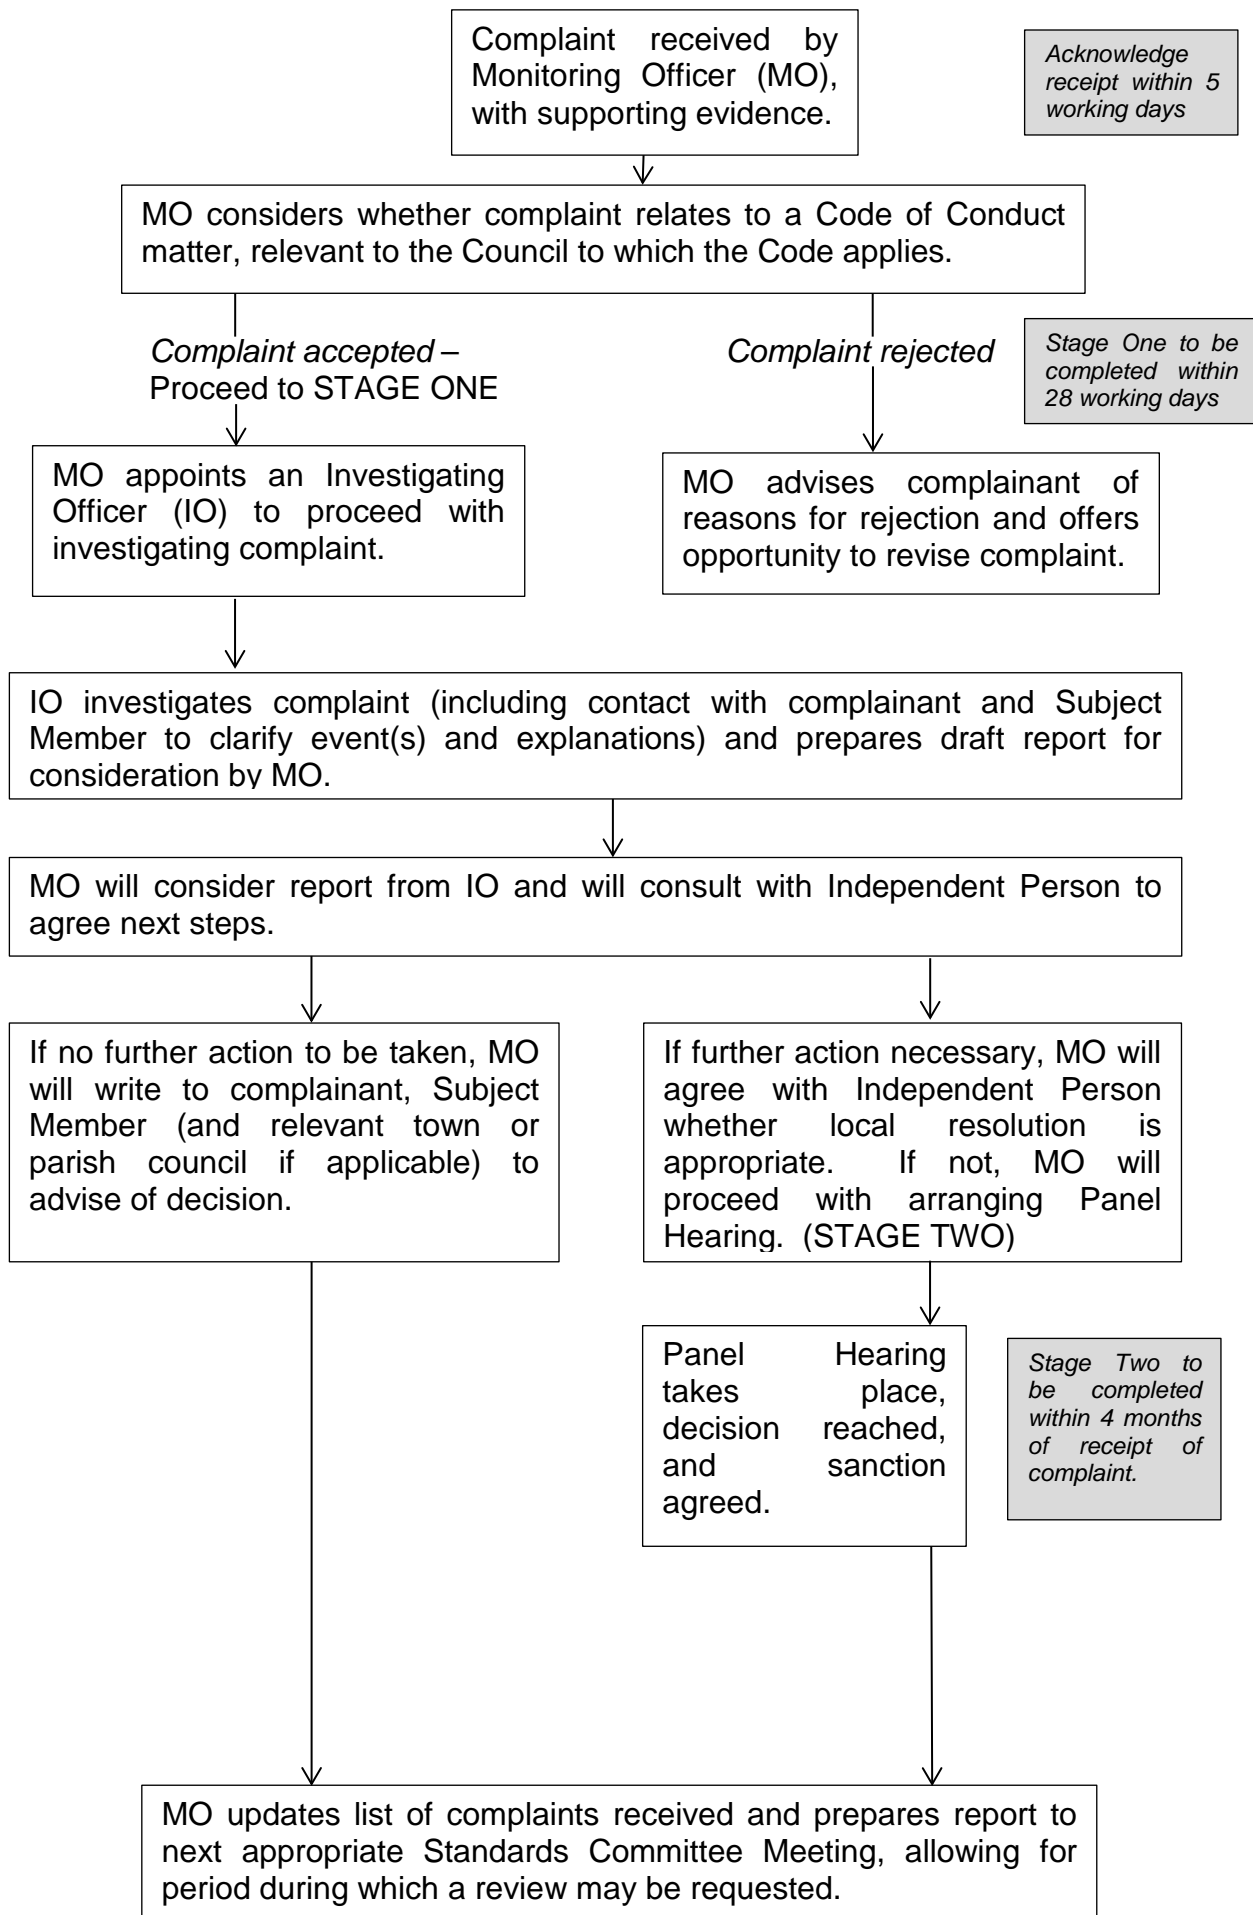 Complaint received by
Monitoring Officer (MO),
with supporting evidence.
Acknowledge
receipt within 5
working days
MO considers whether complaint relates to a Code of Conduct
matter, relevant to the Council to which the Code applies.
Complaint accepted –
Proceed to STAGE ONE
Complaint rejected
Stage One to be
completed within
28 working days
MO appoints an Investigating
Officer (IO) to proceed with
investigating complaint.
MO advises complainant of
reasons for rejection and offers
opportunity to revise complaint.
IO investigates complaint (including contact with complainant and Subject
Member to clarify event(s) and explanations) and prepares draft report for
consideration by MO.
MO will consider report from IO and will consult with Independent Person to
agree next steps.
If no further action to be taken, MO
will write to complainant, Subject
Member (and relevant town or
parish council if applicable) to
advise of decision.
If further action necessary, MO will
agree with Independent Person
whether local resolution is
appropriate. If not, MO will
proceed with arranging Panel
Hearing. (STAGE TWO)
Panel Hearing
takes place,
decision reached,
and sanction
agreed.
Stage Two to
be completed
within 4 months
of receipt of
complaint.
MO updates list of complaints received and prepares report to
next appropriate Standards Committee Meeting, allowing for
period during which a review may be requested.